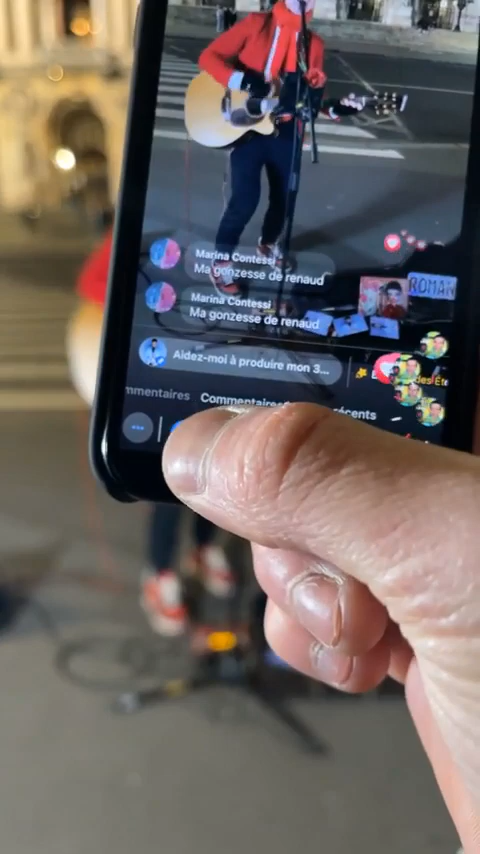 Marina Contessi
Ma gonzesse de renaud
ROMAN
Marina Contessi
Ma gonzesse de renaud
Aidez-moi à produire mon 3...
mmentaires
Commentaires
récents